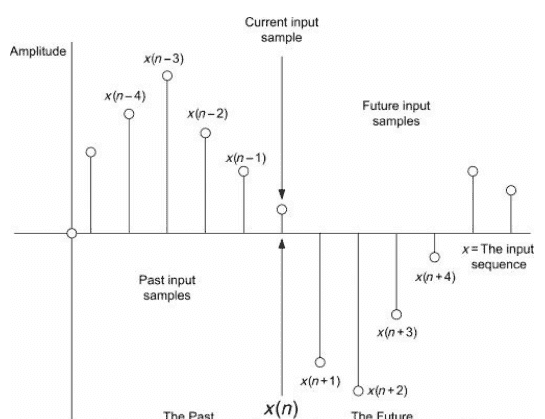 Current input
sample
Amplitude
x(n−3)
x(n−4)
x(n−2)
Future input
samples
x(n−1)
x = The input
sequence
Past input
samples
x(n+4)
x(n+3)
x(n+1)
x(n+2)
The Past
x(n)
The Future